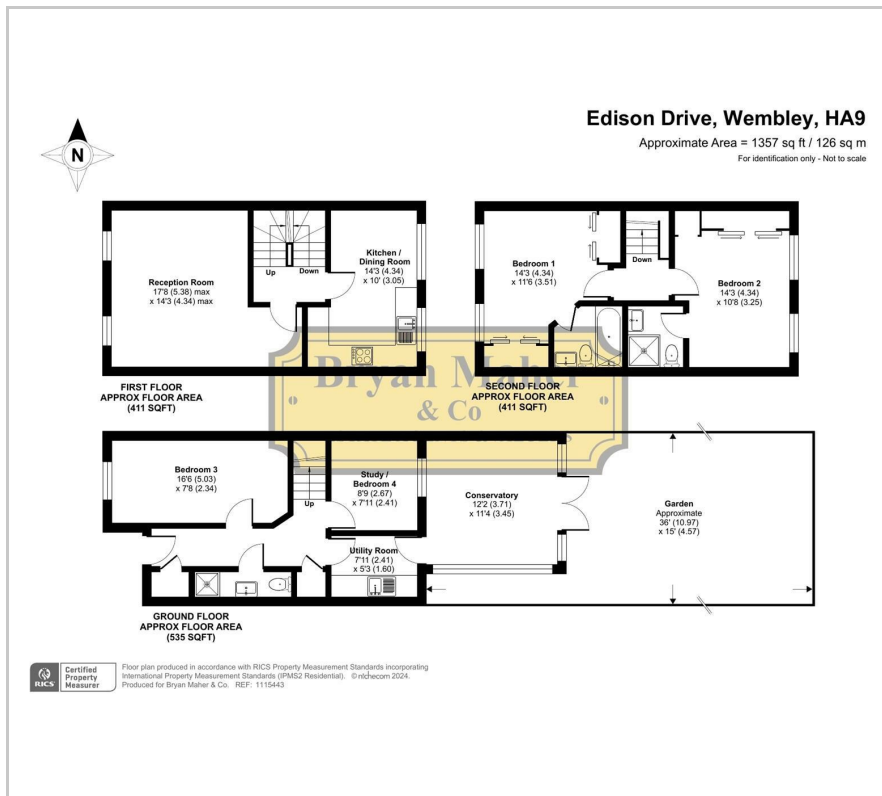 Edison Drive, Wembley, HA9
Approximate Area = 1357 sq ft / 126 sq m
For identification only - Not to scale
N
Reception Room
17'8 (5.38) max
x 14'3 (4.34) max
Up
Down
Kitchen /
Dining Room
14'3 (4.34)
x 10' (3.05)
FIRST FLOOR
APPROX FLOOR AREA
(411 SQFT)
Bedroom 1
14'3 (4.34)
x 11'6 (3.51)
Down
Bedroom 2
14'3 (4.34)
x 10'8 (3.25)
SECOND FLOOR
APPROX FLOOR AREA
(411 SQFT)
Bryan Maher
& Co
Bedroom 3
16'6 (5.03)
x 7'8 (2.34)
Up
Study /
Bedroom 4
8'9 (2.67)
x 7'11 (2.41)
Utility Room
7'11 (2.41)
x 5'3 (1.60)
Conservatory
12'2 (3.71)
x 11'4 (3.45)
Garden
Approximate
36' (10.97)
x 15' (4.57)
GROUND FLOOR
APPROX FLOOR AREA
(535 SQFT)
RICS
Certified
Property
Measurer
Floor plan produced in accordance with RICS Property Measurement Standards incorporating
International Property Measurement Standards (IPMS2 Residential). © nichecom 2024.
Produced for Bryan Maher & Co. REF: 1115443